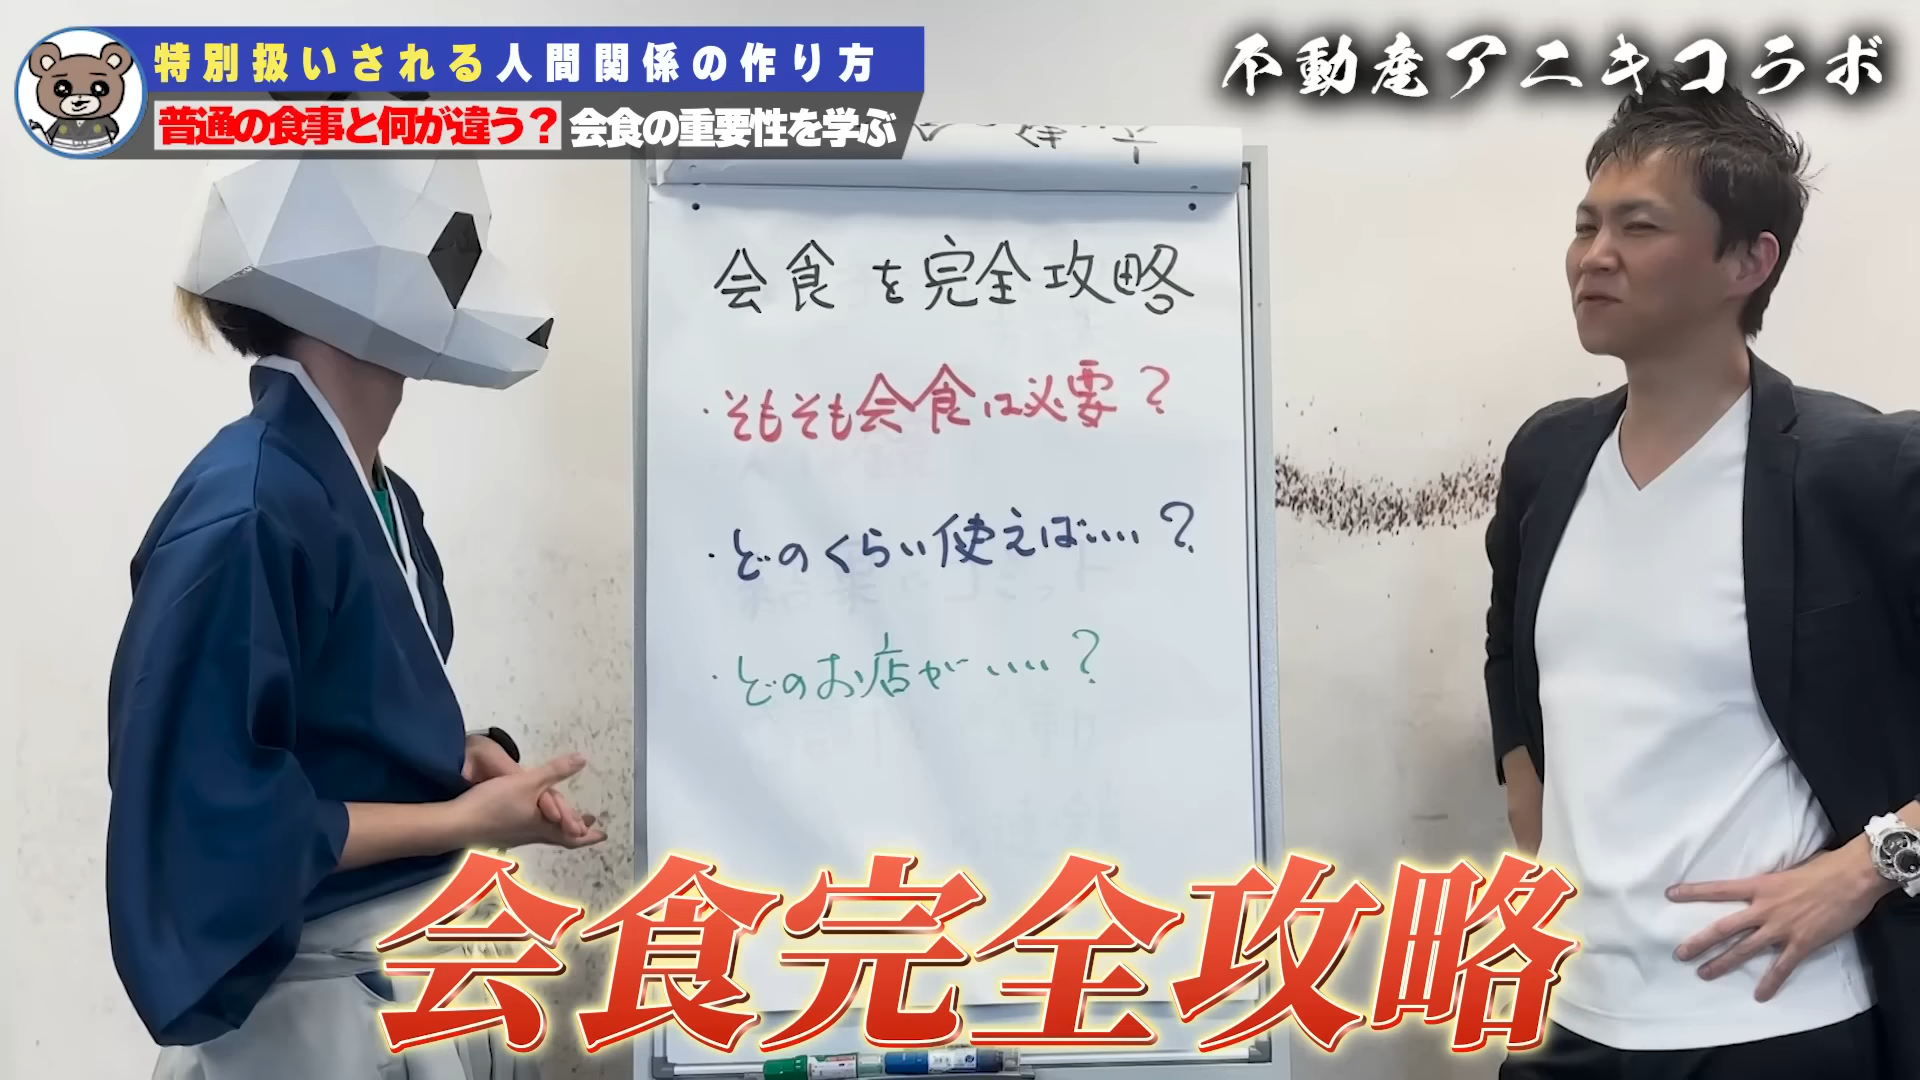 特別扱いされる人間関係の作り方
普通の食事と何が違う？ 会食の重要性を学ぶ
不動産アニキコラボ
会食を完全攻略
・そもそも会食は必要？
・どのくらい使えばいい？
・どのお店がいい？
会食完全攻略